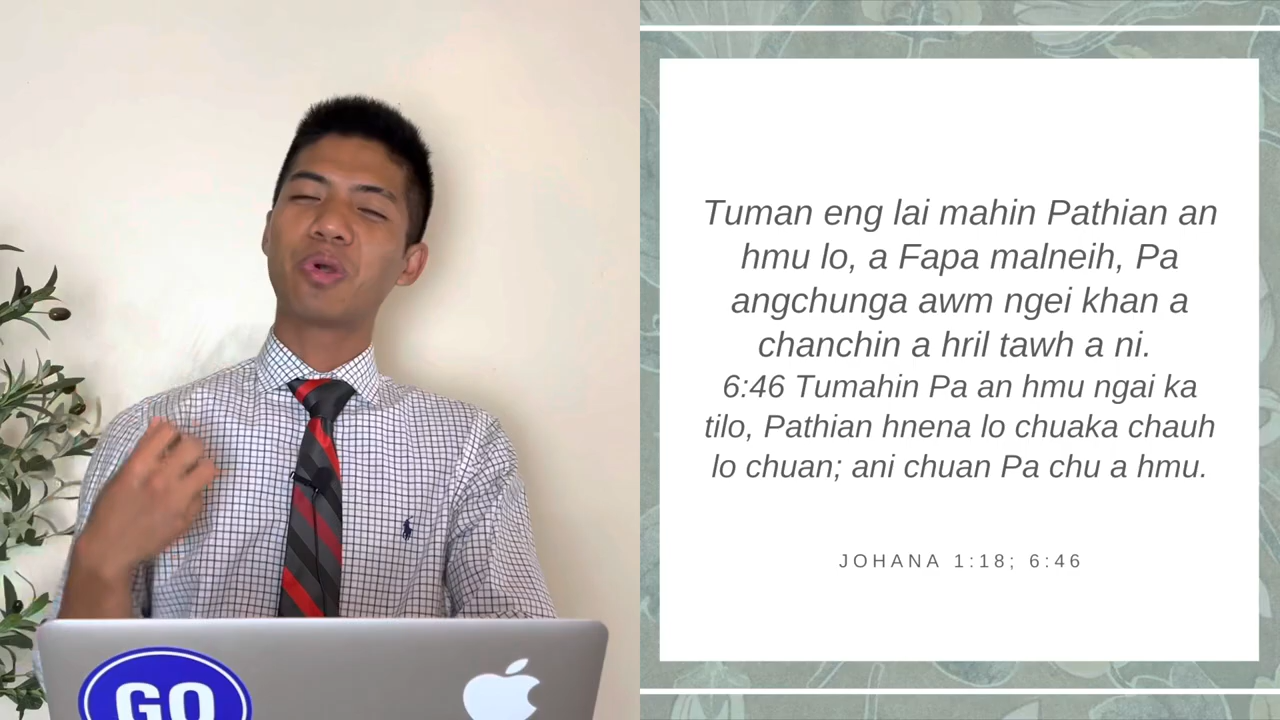 Tuman eng lai mahin Pathian an
hmu lo, a Fapa malneih, Pa
angchunga awm ngei khan a
chanchin a hril tawh a ni.
6:46 Tumahin Pa an hmu ngai ka
tilo, Pathian hnena lo chuaka chauh
lo chuan; ani chuan Pa chu a hmu.
JOHANA 1:18; 6:46
GO